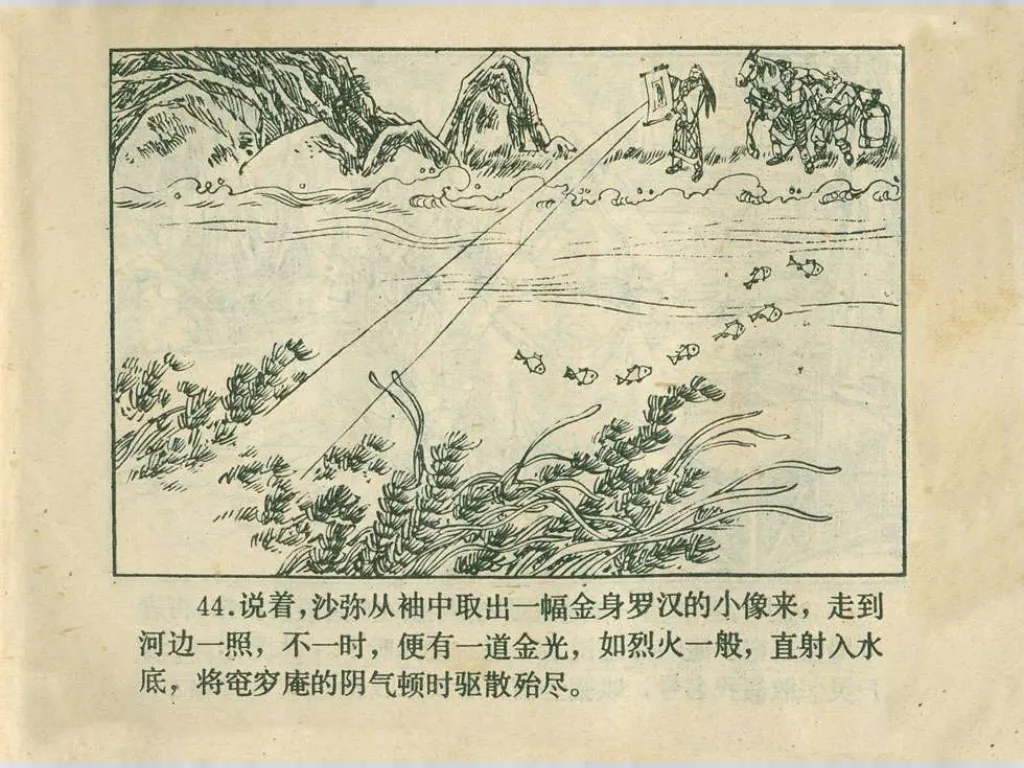 44.说着，沙弥从袖中取出一幅金身罗汉的小像来，走到
河边一照，不一时，便有一道金光，如烈火一般，直射入水
底，将窀穸庵的阴气顿时驱散殆尽。